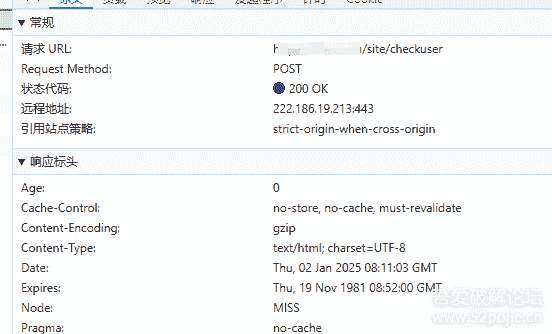 常规
请求 URL: /site/checkuser
Request Method: POST
状态代码: 200 OK
远程地址: 222.186.19.213:443
引用站点策略: strict-origin-when-cross-origin
响应标头
Age: 0
Cache-Control: no-store, no-cache, must-revalidate
Content-Encoding: gzip
Content-Type: text/html; charset=UTF-8
Date: Thu, 02 Jan 2025 08:11:03 GMT
Expires: Thu, 19 Nov 1981 08:52:00 GMT
Node: MISS
Pragma: no-cache
吾爱破解论坛
www.52pojie.cn